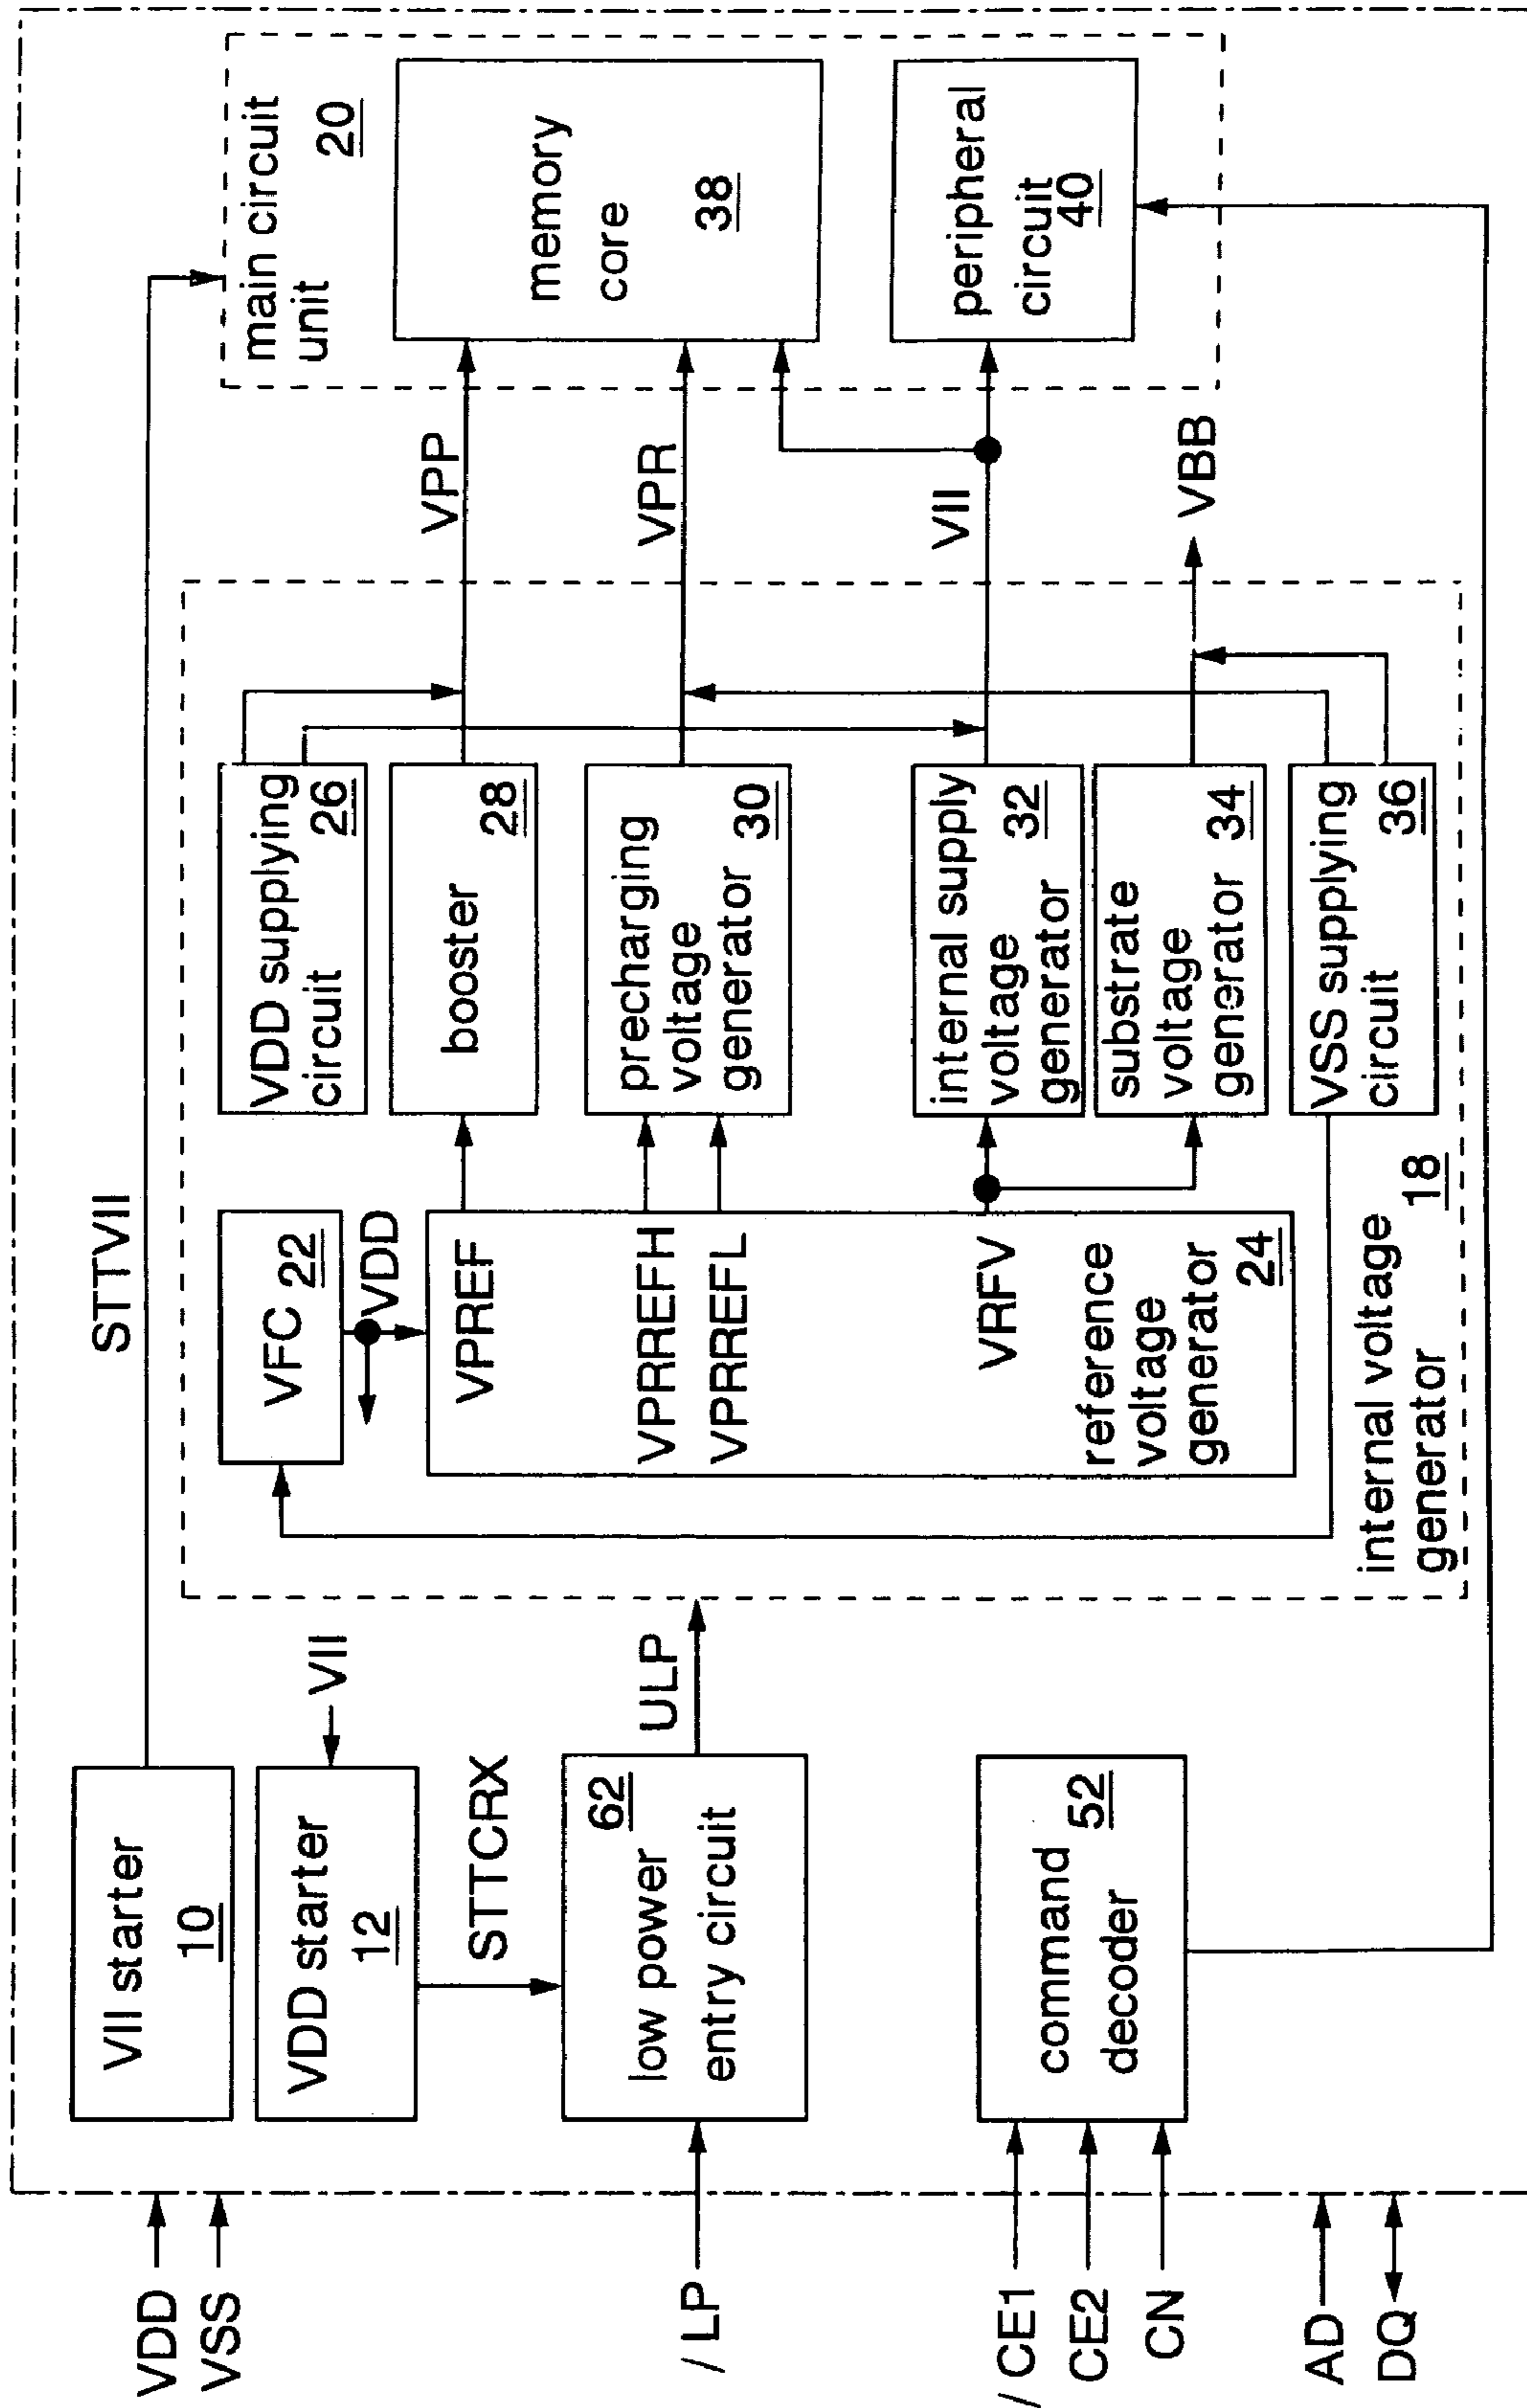 VDD
VSS
/ LP
/ CE1
CE2
CN
AD
DQ
VII starter
10
VDD starter
12
VII
STTCRX
62
low power
entry circuit
ULP
command
decoder
52
STTVII
VFC 22
VDD
VPREF
VPRREFH
VPRREFL
VRFV
reference
voltage
generator
24
VDD supplying
circuit
26
booster
28
precharging
voltage
generator
30
internal supply
voltage
generator
32
substrate
voltage
generator
34
VSS supplying
circuit
36
internal voltage
generator
18
VPP
VPR
VII
VBB
main circuit
unit
20
memory
core
38
peripheral
circuit
40